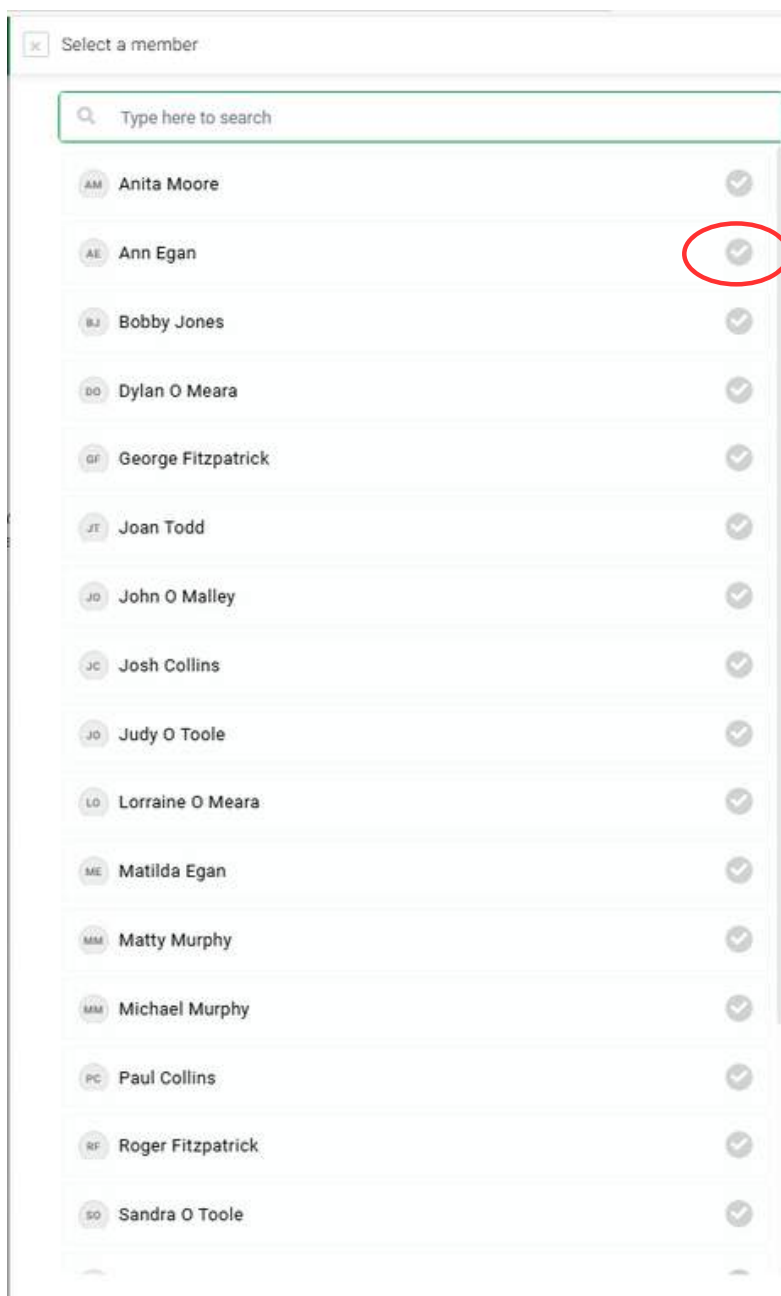 Select a member
Type here to search
AM Anita Moore
AE Ann Egan
BJ Bobby Jones
DO Dylan O Meara
GF George Fitzpatrick
JT Joan Todd
JO John O Malley
JC Josh Collins
JO Judy O Toole
LO Lorraine O Meara
ME Matilda Egan
MM Matty Murphy
MM Michael Murphy
PC Paul Collins
RF Roger Fitzpatrick
SO Sandra O Toole